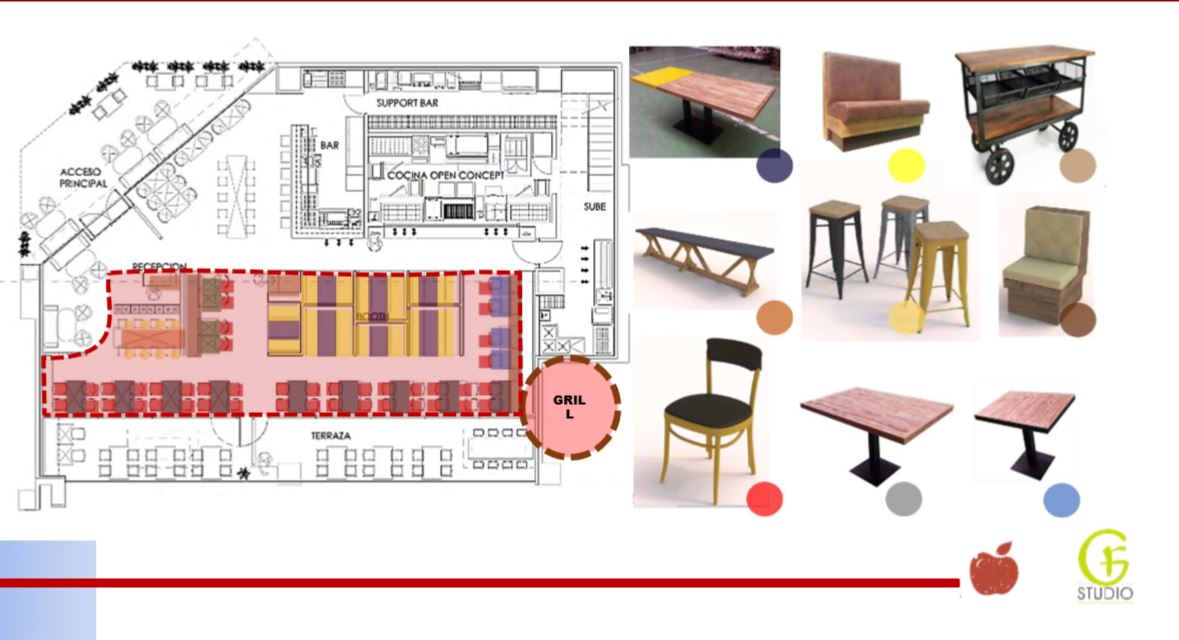 SUPPORT BAR
BAR
ACCESO
PRINCIPAL
COCINA OPEN CONCEPT
SUBE
RECEPCION
BOOTH
GRIL
L
TERRAZA
G
STUDIO